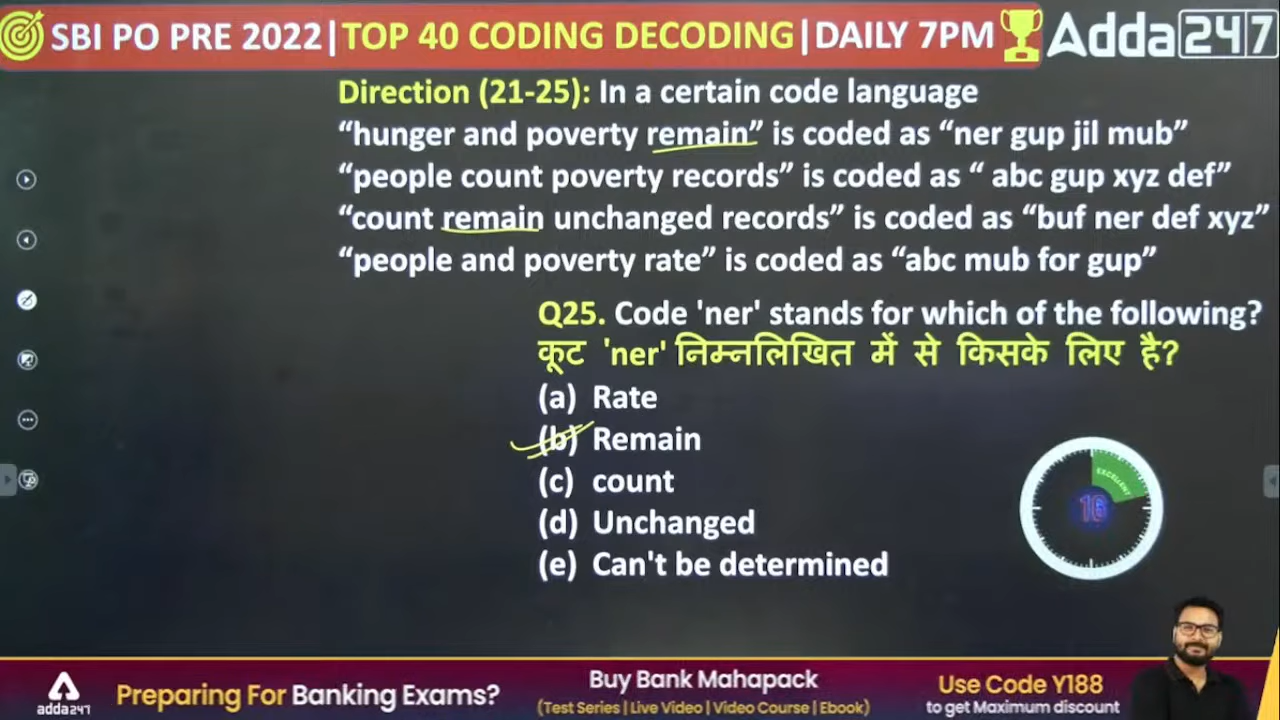 SBI PO PRE 2022|TOP 40 CODING DECODING|DAILY 7PM
Adda247
Direction (21-25): In a certain code language
“hunger and poverty remain” is coded as “ner gup jil mub”
“people count poverty records” is coded as “ abc gup xyz def”
“count remain unchanged records” is coded as “buf ner def xyz”
“people and poverty rate” is coded as “abc mub for gup”
Q25. Code 'ner' stands for which of the following?
कूट 'ner' निम्नलिखित में से किसके लिए है?
(a) Rate
(b) Remain
(c) count
(d) Unchanged
(e) Can't be determined
EXCELLENT
16
adda247
Preparing For Banking Exams?
Buy Bank Mahapack
(Test Series | Live Video | Video Course | Ebook)
Use Code Y188
to get Maximum discount